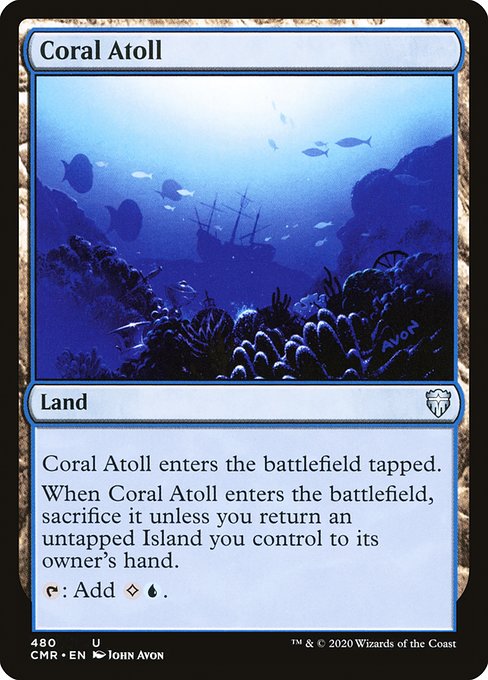 Coral Atoll
AVON
Land
Coral Atoll enters the battlefield tapped.
When Coral Atoll enters the battlefield,
sacrifice it unless you return an
untapped Island you control to its
owner's hand.
: Add .
480 U
CMR • EN John Avon
™ & © 2020 Wizards of the Coast